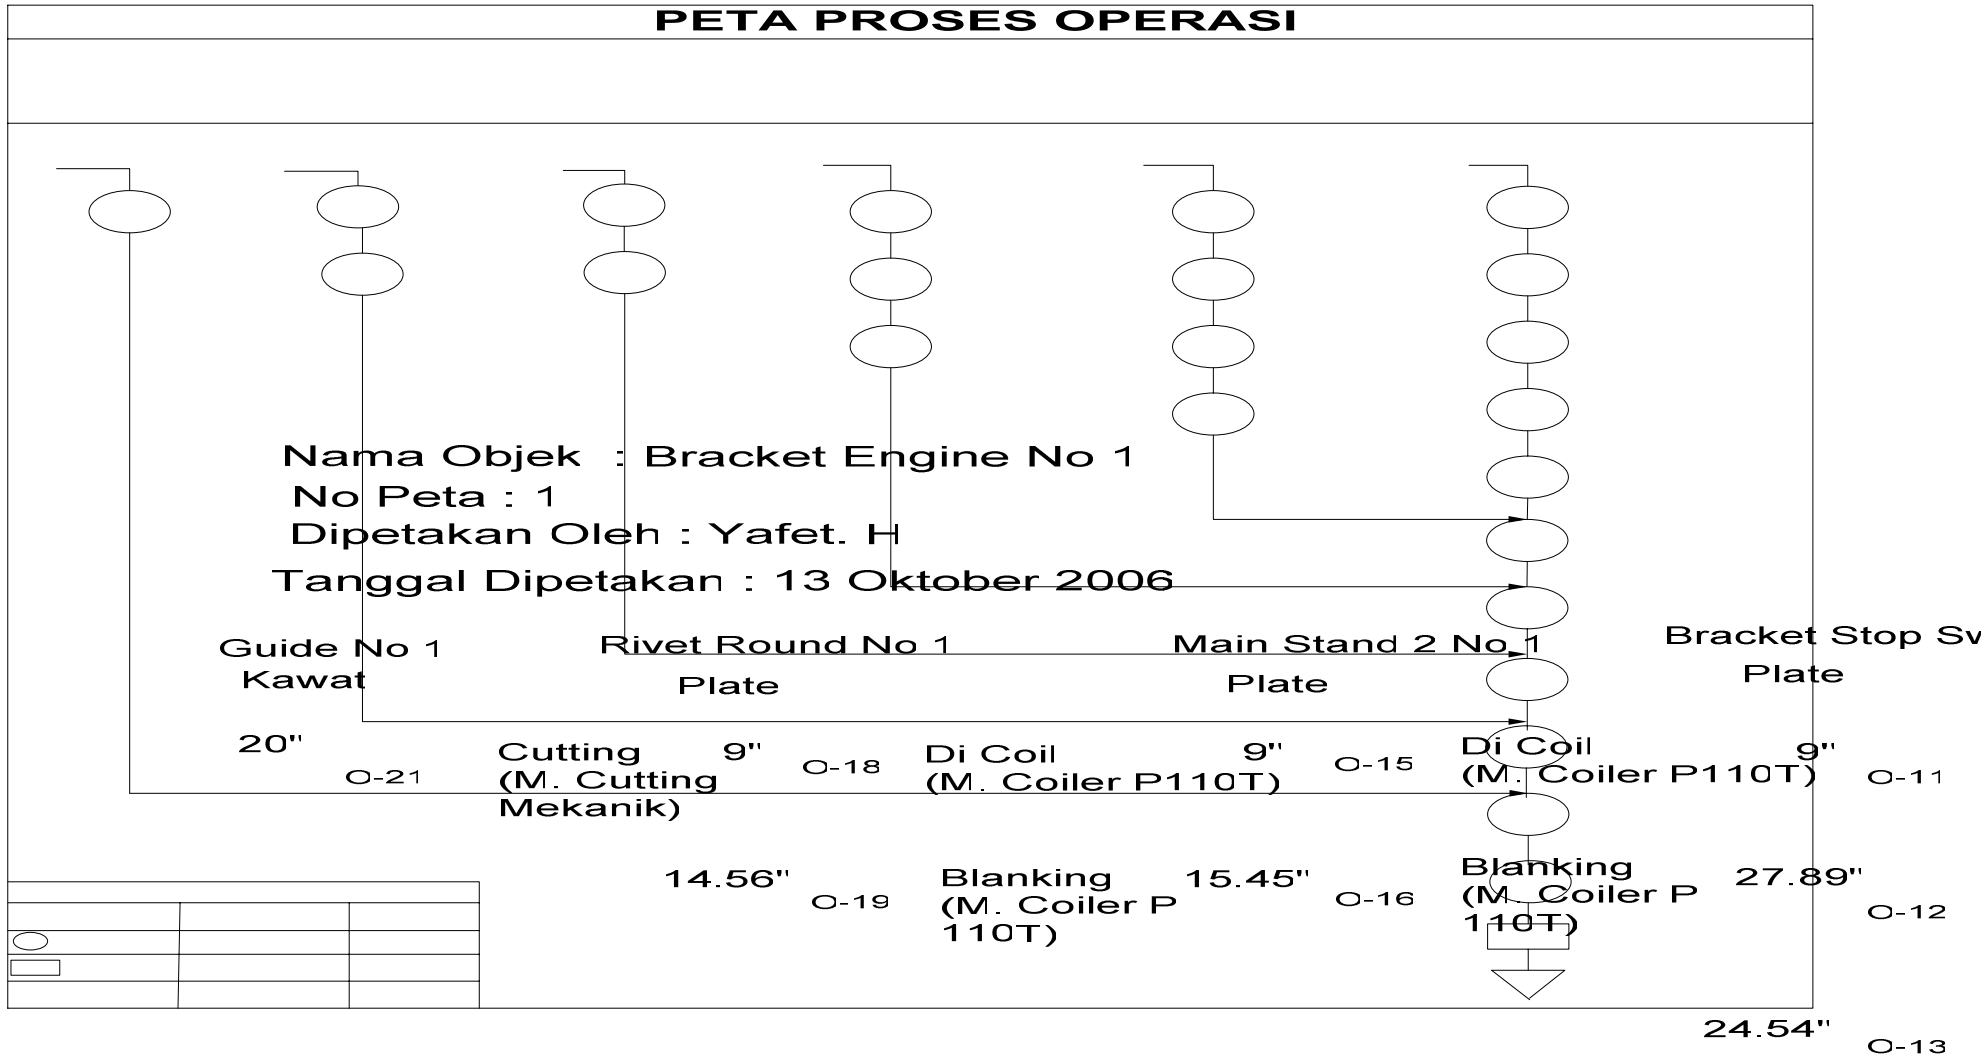 PETA PROSES OPERASI
Nama Objek : Bracket Engine No 1
No Peta : 1
Dipetakan Oleh : Yafet. H
Tanggal Dipetakan : 13 Oktober 2006
Guide No 1
Kawat
Rivet Round No 1
Plate
Main Stand 2 No 1
Plate
Bracket Stop
Plate
20"
O-21
Cutting
(M. Cutting
Mekanik)
9"
O-18
Di Coil
(M. Coiler P110T)
9"
O-15
Di Coil
(M. Coiler P110T)
9"
O-11
14.56"
O-19
Blanking
(M. Coiler P
110T)
15.45"
O-16
Blanking
(M. Coiler P
110T)
27.89"
O-12
24.54"
O-13